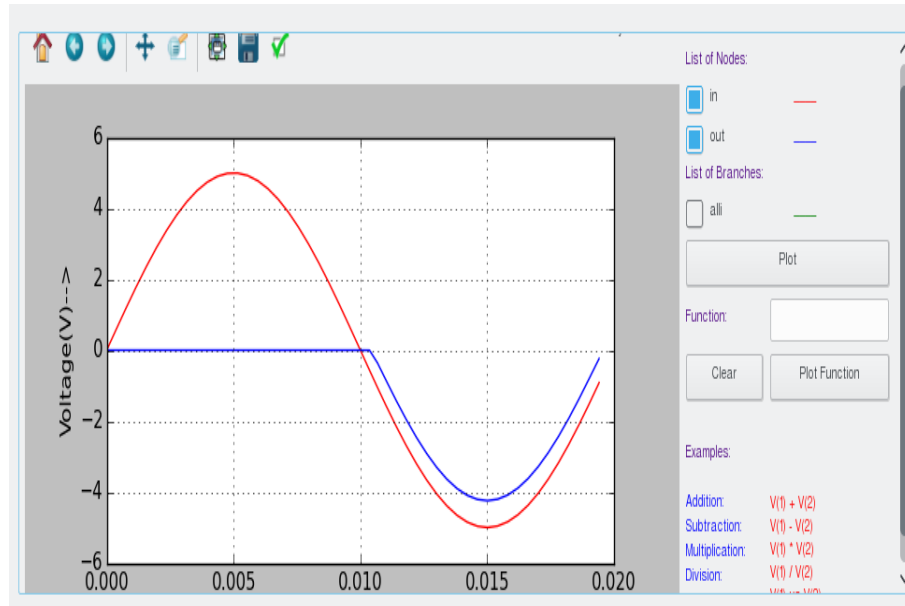 List of Nodes:
in
out
List of Branches:
alli
Plot
Function:
Clear
Plot Function
Examples:
Addition: V(1) + V(2)
Subtraction: V(1) - V(2)
Multiplication: V(1) * V(2)
Division: V(1) / V(2)
Voltage(V)-->
6
4
2
0
−2
−4
−6
0.000 0.005 0.010 0.015 0.020